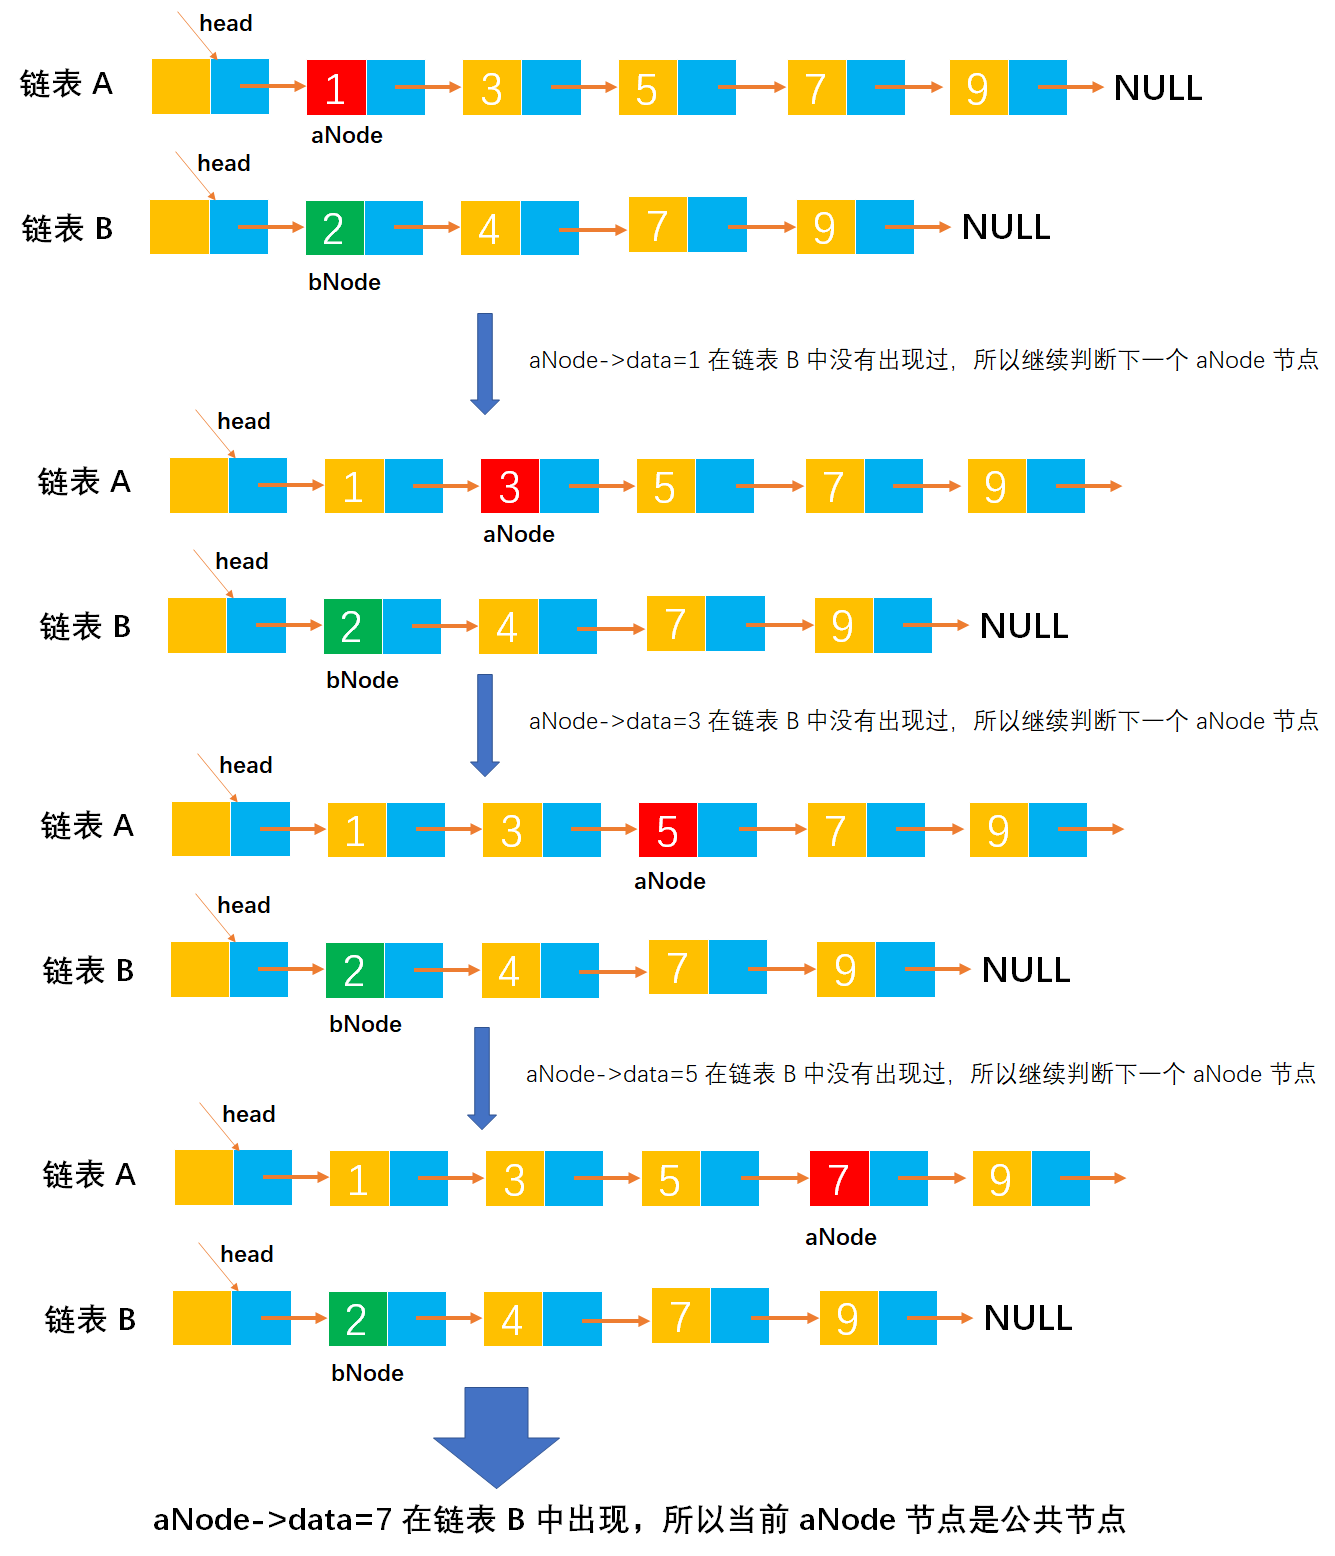 head
链表 A 1 3 5 7 9 NULL
aNode
head
链表 B 2 4 7 9 NULL
bNode
aNode->data=1 在链表 B 中没有出现过，所以继续判断下一个 aNode 节点
head
链表 A 1 3 5 7 9
aNode
head
链表 B 2 4 7 9 NULL
bNode
aNode->data=3 在链表 B 中没有出现过，所以继续判断下一个 aNode 节点
head
链表 A 1 3 5 7 9
aNode
head
链表 B 2 4 7 9 NULL
bNode
aNode->data=5 在链表 B 中没有出现过，所以继续判断下一个 aNode 节点
head
链表 A 1 3 5 7 9
aNode
head
链表 B 2 4 7 9 NULL
bNode
aNode->data=7 在链表 B 中出现，所以当前 aNode 节点是公共节点